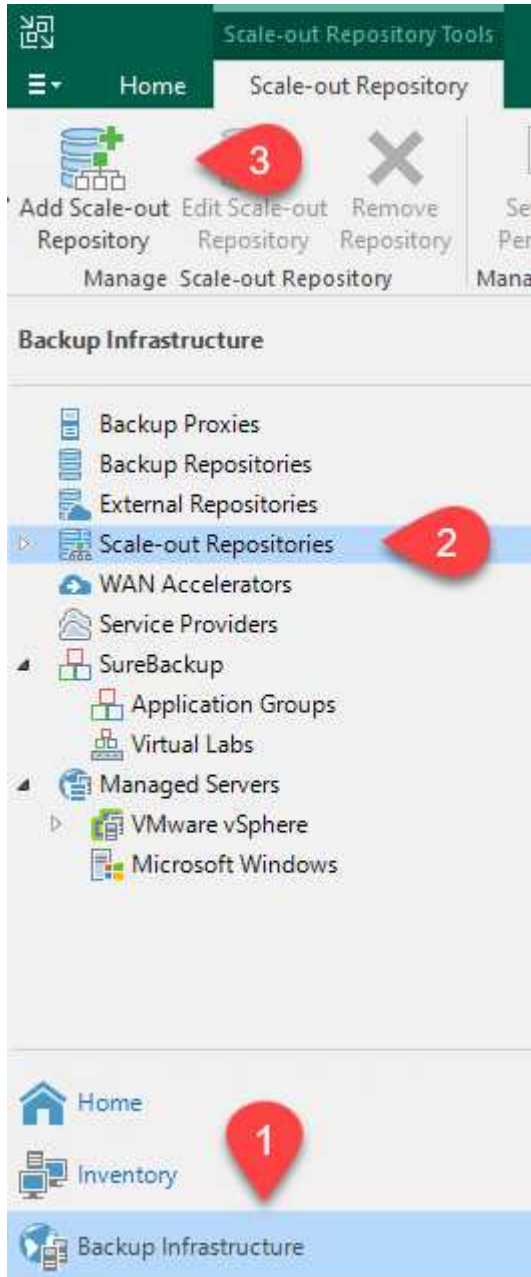 Scale-out Repository Tools
Home
Scale-out Repository
3
Add Scale-out
Repository
Edit Scale-out
Repository
Remove
Repository
Manage Scale-out Repository
Backup Infrastructure
Backup Proxies
Backup Repositories
External Repositories
Scale-out Repositories
2
WAN Accelerators
Service Providers
SureBackup
Application Groups
Virtual Labs
Managed Servers
VMware vSphere
Microsoft Windows
Home
1
Inventory
Backup Infrastructure